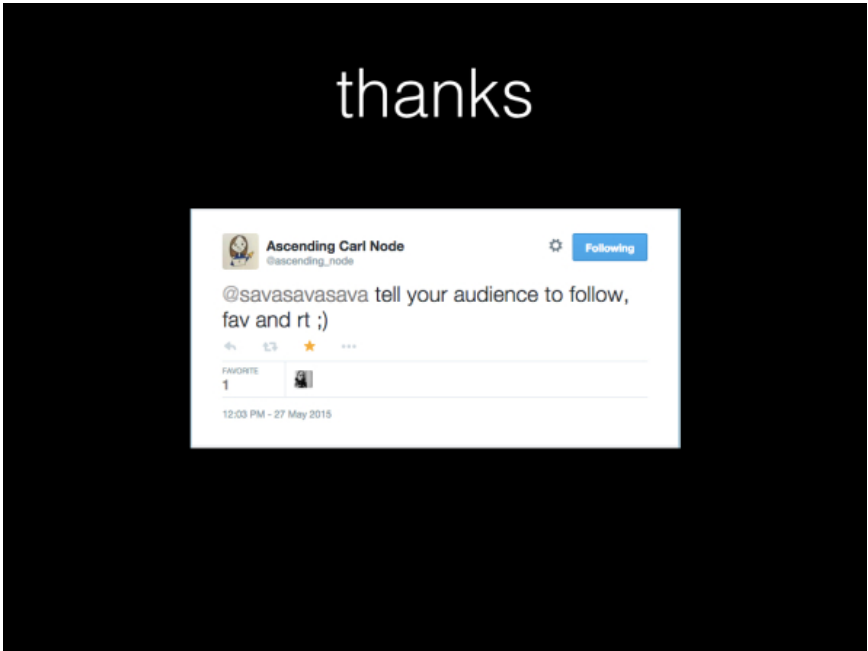 thanks
Ascending Carl Node
Following
@ascending_node
@savasavasava tell your audience to follow,
fav and rt ;)
FAVORITE
1
12:03 PM - 27 May 2015